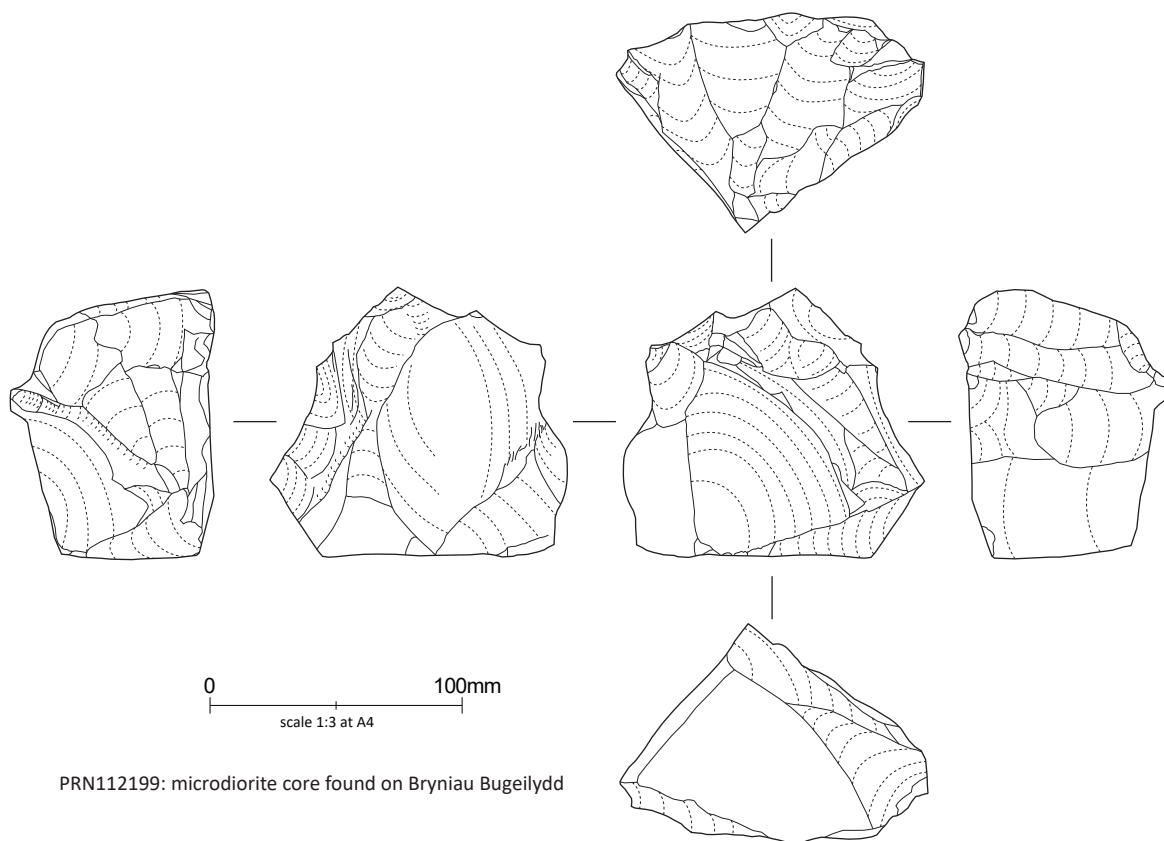 0 100mm
scale 1:3 at A4
PRN112199: microdiorite core found on Bryniau Bugeilydd